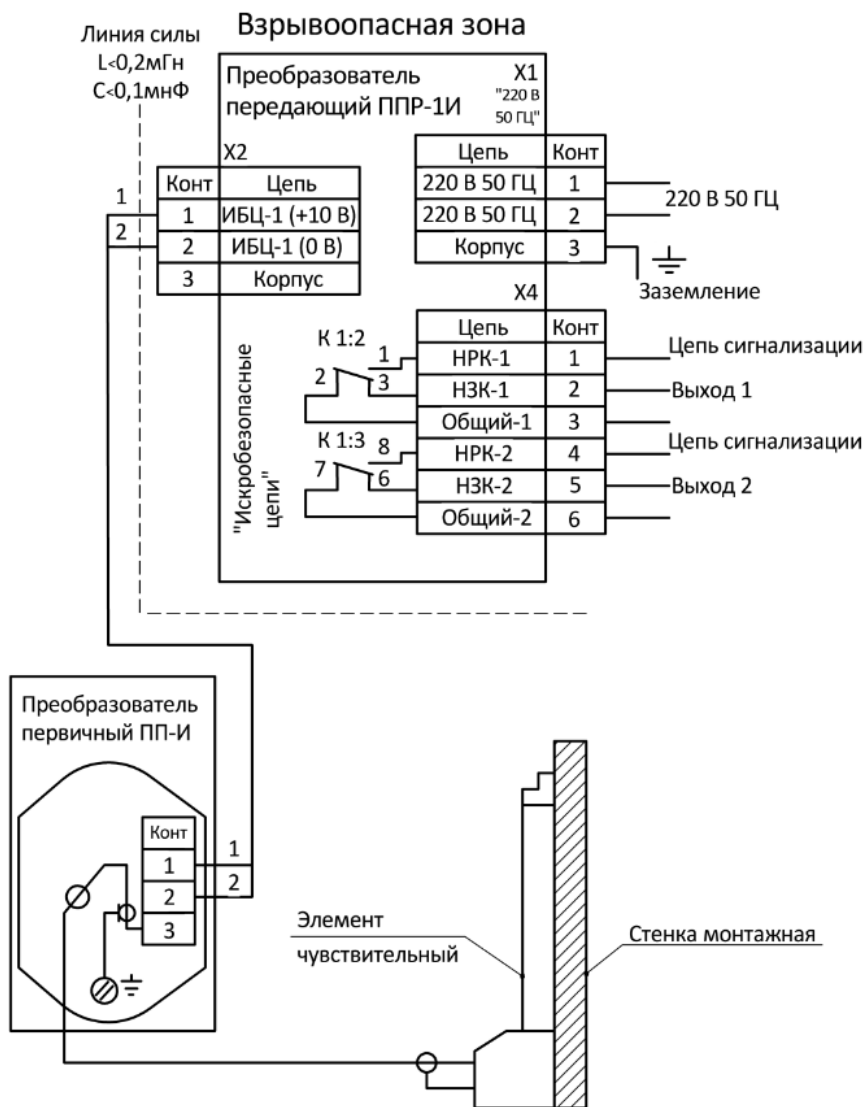 Взрывоопасная зона
Линия силы
L<0,2мГн
C<0,1мнФ
Преобразователь
передающий ППР-1И
X1
"220 В
50 ГЦ"
X2
Конт Цепь
1 ИБЦ-1 (+10 В)
2 ИБЦ-1 (0 В)
3 Корпус
1
2
Цепь Конт
220 В 50 ГЦ 1
220 В 50 ГЦ 2
Корпус 3
220 В 50 ГЦ
Заземление
X4
Цепь Конт
НРК-1 1
НЗК-1 2
Общий-1 3
НРК-2 4
НЗК-2 5
Общий-2 6
Цепь сигнализации
Выход 1
Цепь сигнализации
Выход 2
К 1:2
1
2
3
К 1:3
8
7
6
"Искробезопасные
цепи"
Преобразователь
первичный ПП-И
Конт
1
2
3
1
2
Элемент
чувствительный
Стенка монтажная